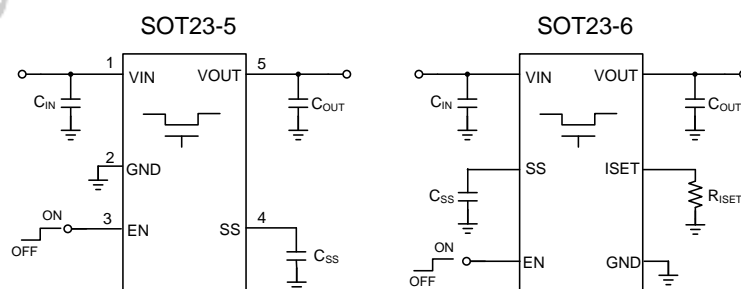 SOT23-5
1 VIN VOUT 5
CIN COUT
2 GND
ON
OFF
3 EN
SS 4
CSS
SOT23-6
VIN VOUT
CIN COUT
SS ISET
CSS RISET
ON
OFF
EN GND